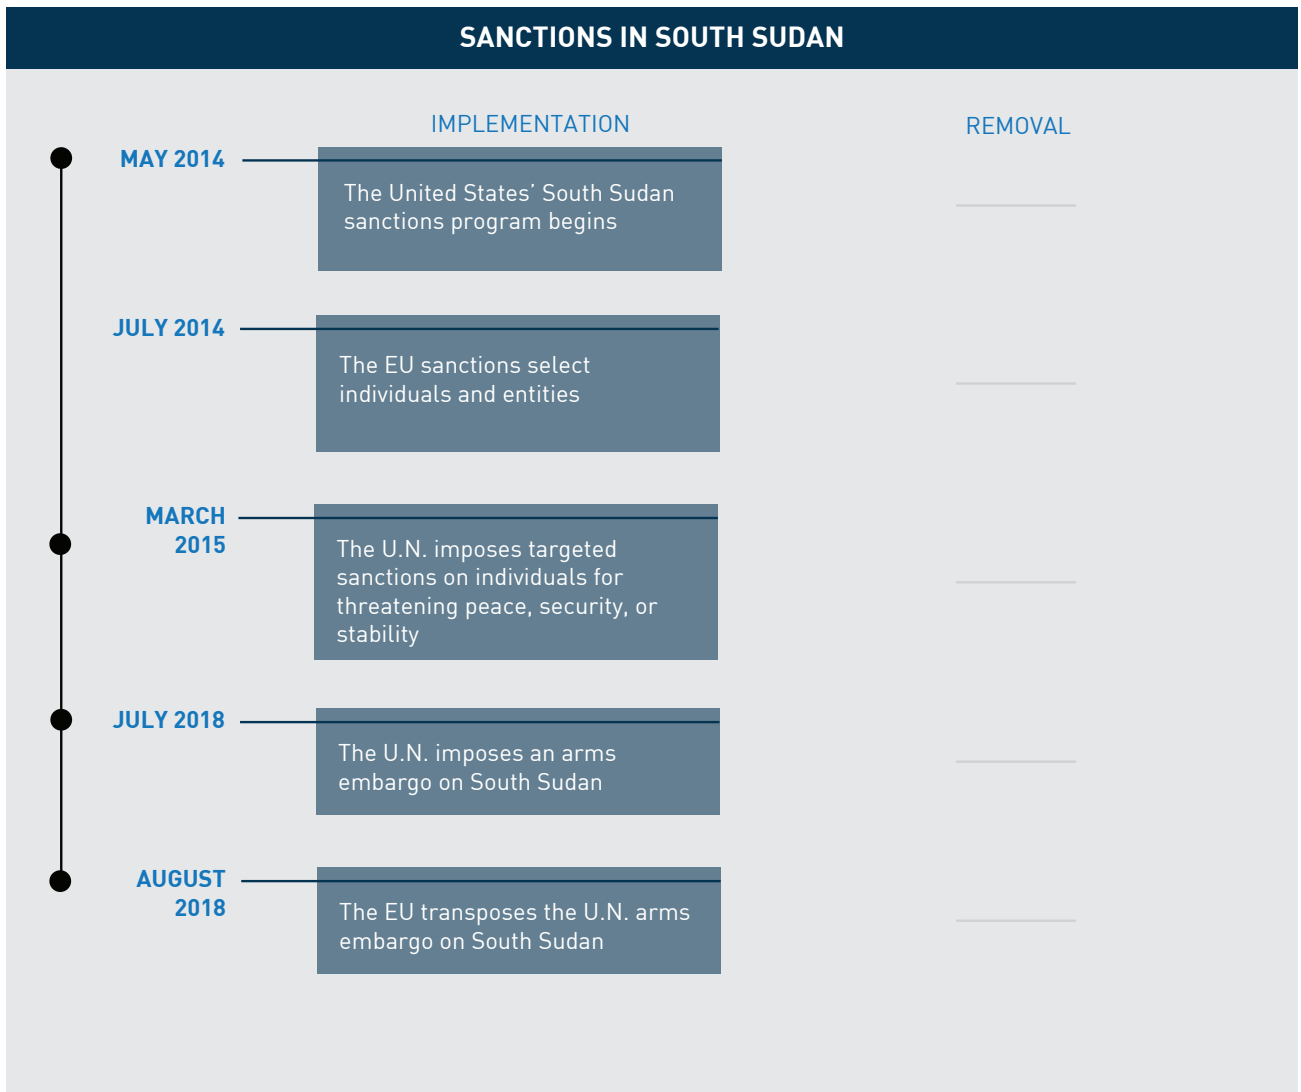 SANCTIONS IN SOUTH SUDAN
IMPLEMENTATION
REMOVAL
MAY 2014
The United States’ South Sudan
sanctions program begins
JULY 2014
The EU sanctions select
individuals and entities
MARCH
2015
The U.N. imposes targeted
sanctions on individuals for
threatening peace, security, or
stability
JULY 2018
The U.N. imposes an arms
embargo on South Sudan
AUGUST
2018
The EU transposes the U.N. arms
embargo on South Sudan